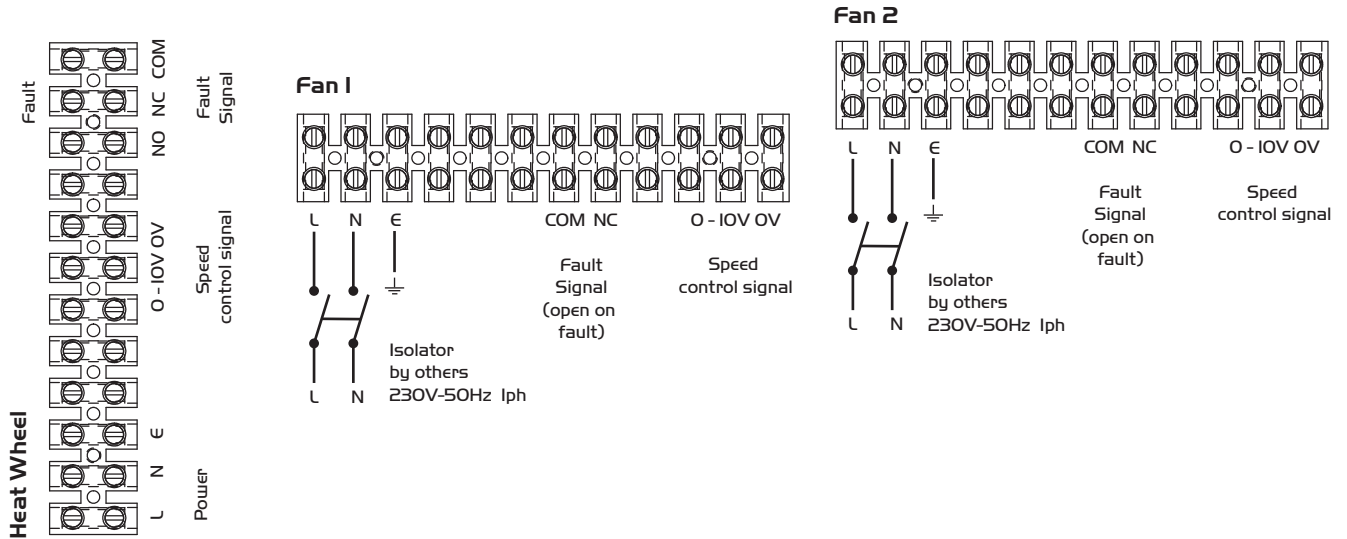 Heat Wheel
Fault
COM
NC
NO
Fault
Signal
0 - 10V 0V
Speed
control signal
E
N
L
Power
Fan 1
L N E
COM NC
0 - 10V 0V
Fault
Signal
(open on
fault)
Speed
control signal
Isolator
by others
230V-50Hz 1ph
L N
Fan 2
L N E
COM NC
0 - 10V 0V
Fault
Signal
(open on
fault)
Speed
control signal
Isolator
by others
230V-50Hz 1ph
L N